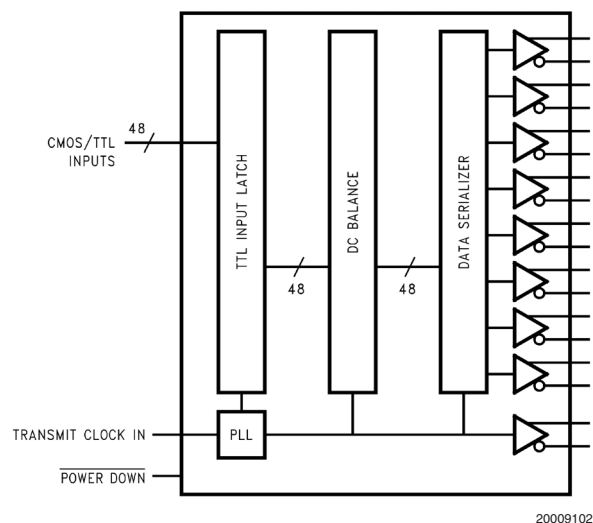 48
CMOS/TTL
INPUTS
TTL INPUT LATCH
48
DC BALANCE
48
DATA SERIALIZER
TRANSMIT CLOCK IN
PLL
POWER DOWN
20009102